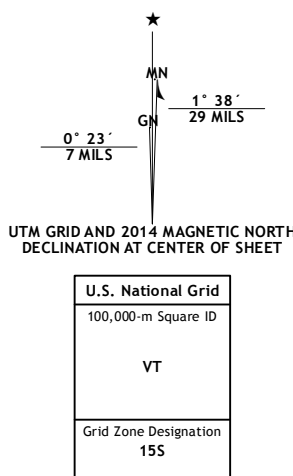 ★
MN
1° 38´
29 MILS
GN
0° 23´
7 MILS
UTM GRID AND 2014 MAGNETIC NORTH
DECLINATION AT CENTER OF SHEET
U.S. National Grid
100,000-m Square ID
VT
Grid Zone Designation
15S